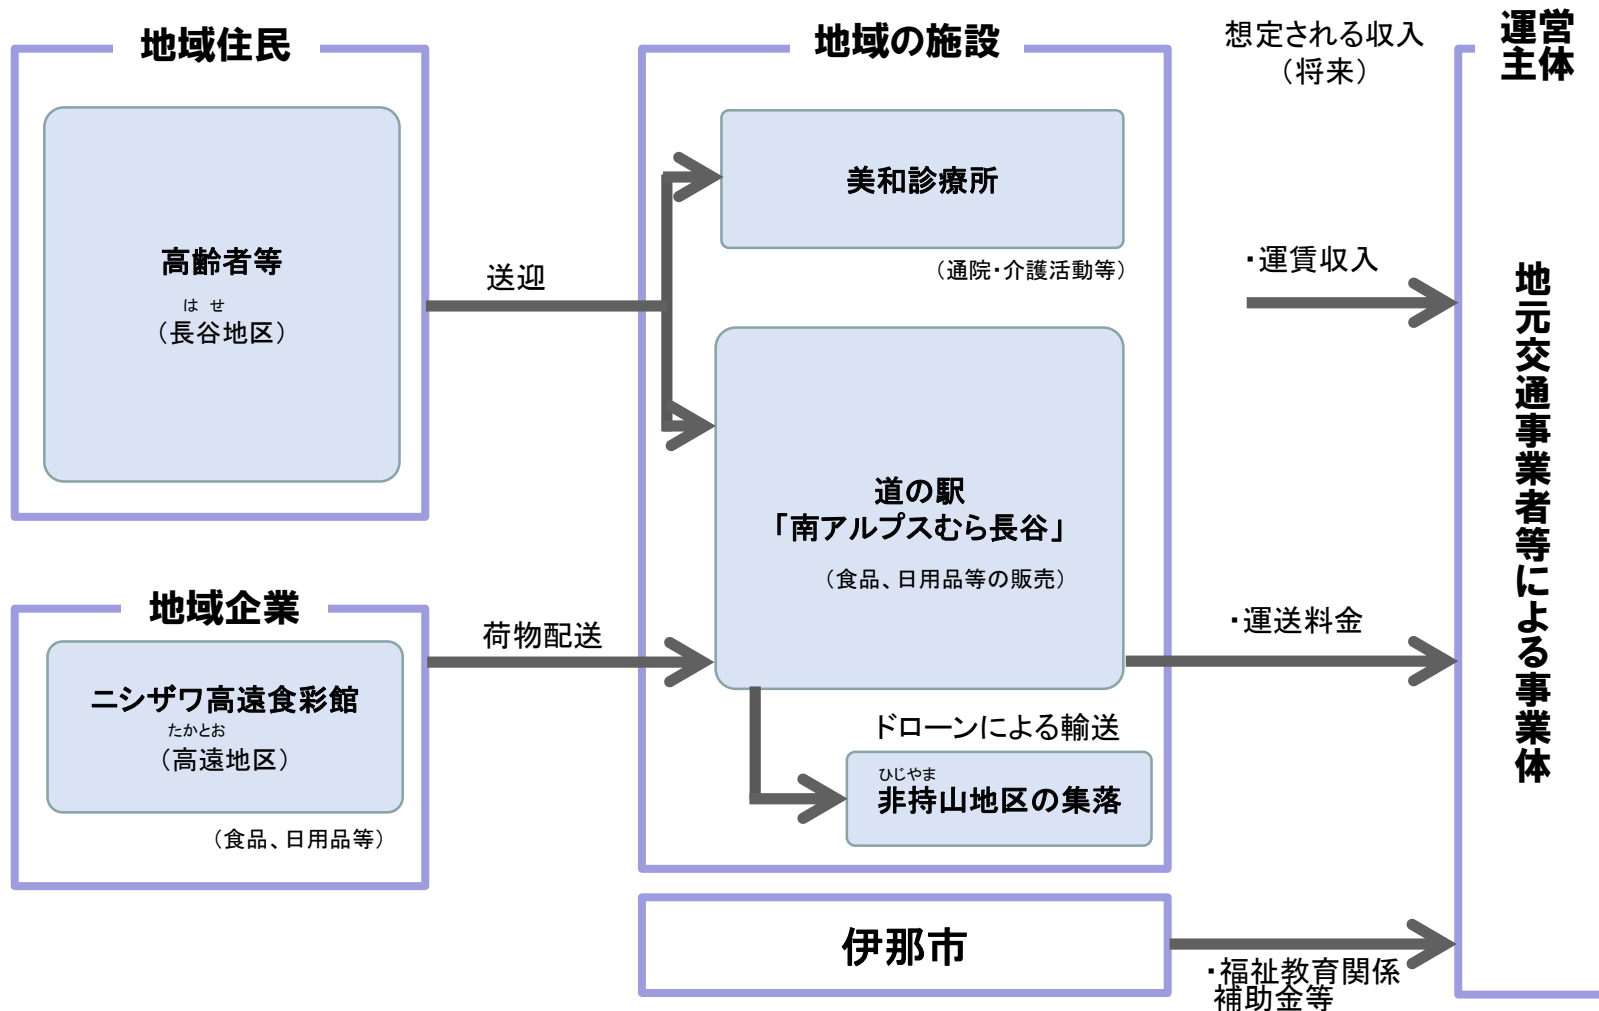 地域住民
高齢者等
はせ
（長谷地区）
送迎
地域企業
ニシザワ高遠食彩館
たかとお
（高遠地区）
（食品、日用品等）
荷物配送
地域の施設
美和診療所
（通院・介護活動等）
道の駅
「南アルプスむら長谷」
（食品、日用品等の販売）
ドローンによる輸送
ひじやま
非持山地区の集落
伊那市
想定される収入
（将来）
・運賃収入
・運送料金
・福祉教育関係
補助金等
運営
主体
地元交通事業者等による事業体